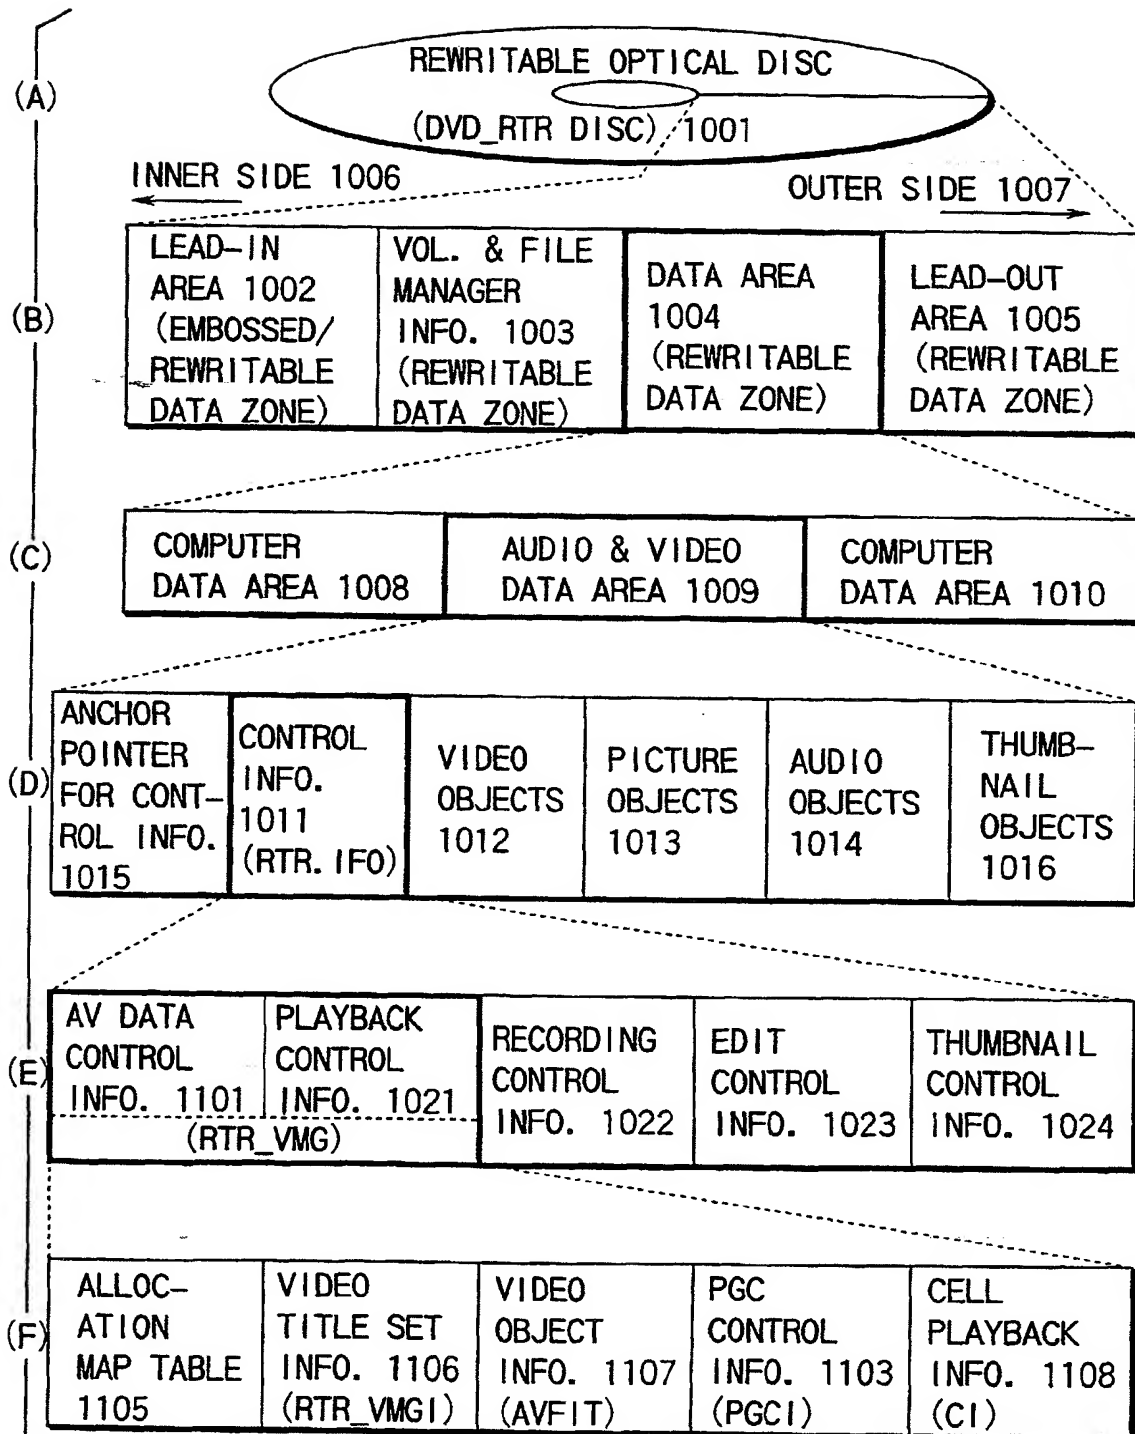 (A)
REWRITABLE OPTICAL DISC
(DVD_RTR DISC) 1001
INNER SIDE 1006
OUTER SIDE 1007
(B)
LEAD-IN
AREA 1002
(EMBOSSED/
REWRITABLE
DATA ZONE)
VOL. & FILE
MANAGER
INFO. 1003
(REWRITABLE
DATA ZONE)
DATA AREA
1004
(REWRITABLE
DATA ZONE)
LEAD-OUT
AREA 1005
(REWRITABLE
DATA ZONE)
(C)
COMPUTER
DATA AREA 1008
AUDIO & VIDEO
DATA AREA 1009
COMPUTER
DATA AREA 1010
(D)
ANCHOR
POINTER
FOR CONT-
ROL INFO.
1015
CONTROL
INFO.
1011
(RTR.IFO)
VIDEO
OBJECTS
1012
PICTURE
OBJECTS
1013
AUDIO
OBJECTS
1014
THUMB-
NAIL
OBJECTS
1016
(E)
AV DATA
CONTROL
INFO. 1101
PLAYBACK
CONTROL
INFO. 1021
(RTR_VMG)
RECORDING
CONTROL
INFO. 1022
EDIT
CONTROL
INFO. 1023
THUMBNAIL
CONTROL
INFO. 1024
(F)
ALLOC-
ATION
MAP TABLE
1105
VIDEO
TITLE SET
INFO. 1106
(RTR_VMGI)
VIDEO
OBJECT
INFO. 1107
(AVFIT)
PGC
CONTROL
INFO. 1103
(PGCI)
CELL
PLAYBACK
INFO. 1108
(CI)